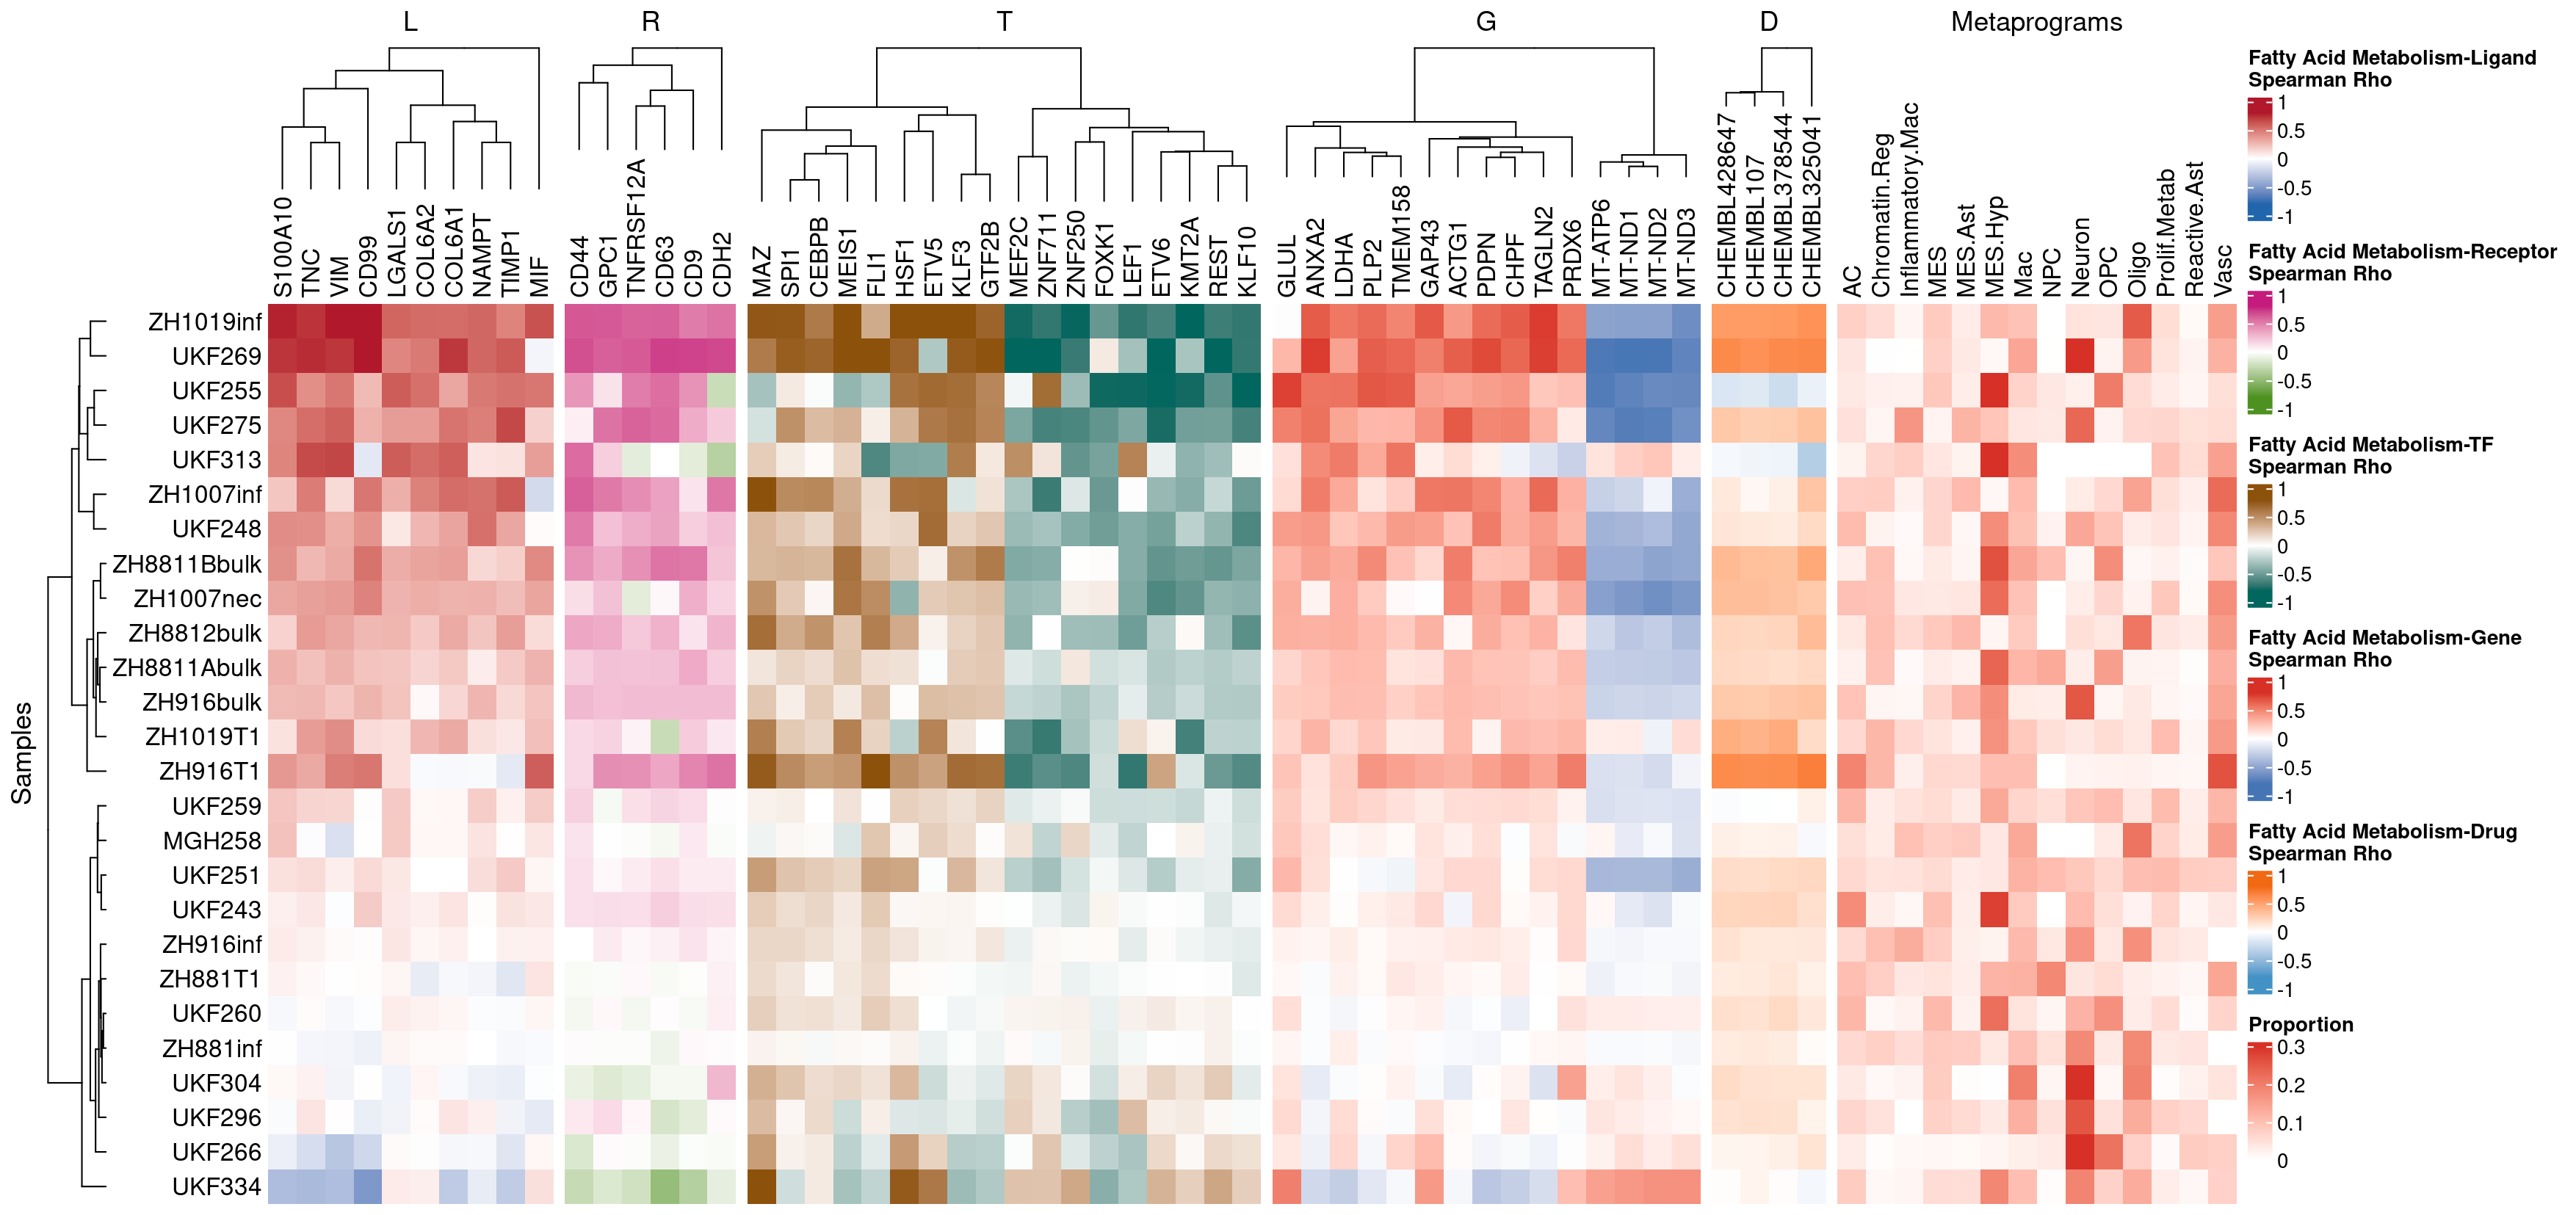 L R T G D Metaprograms
S100A10
TNC
VIM
CD99
LGALS1
COL6A2
COL6A1
NAMPT
TIMP1
MIF
CD44
GPC1
TNFRSF12A
CD63
CD9
CDH2
MAZ
SPI1
CEBPB
MEIS1
FLI1
HSF1
ETV5
KLF3
GTF2B
MEF2C
ZNF711
ZNF250
FOXK1
LEF1
ETV6
KMT2A
REST
KLF10
GLUL
ANXA2
LDHA
PLP2
TMEM158
GAP43
ACTG1
PDPN
CHPF
TAGLN2
PRDX6
MT-ATP6
MT-ND1
MT-ND2
MT-ND3
CHEMBL428647
CHEMBL107
CHEMBL378544
CHEMBL325041
AC
Chromatin.Reg
Inflammatory.Mac
MES
MES.Ast
MES.Hyp
Mac
NPC
Neuron
OPC
Oligo
Prolif.Metab
Reactive.Ast
Vasc
Samples
ZH1019inf
UKF269
UKF255
UKF275
UKF313
ZH1007inf
UKF248
ZH8811Bbulk
ZH1007nec
ZH8812bulk
ZH8811Abulk
ZH916bulk
ZH1019T1
ZH916T1
UKF259
MGH258
UKF251
UKF243
ZH916inf
ZH881T1
UKF260
ZH881inf
UKF304
UKF296
UKF266
UKF334
Fatty Acid Metabolism-Ligand
Spearman Rho
1
0.5
0
-0.5
-1
Fatty Acid Metabolism-Receptor
Spearman Rho
1
0.5
0
-0.5
-1
Fatty Acid Metabolism-TF
Spearman Rho
1
0.5
0
-0.5
-1
Fatty Acid Metabolism-Gene
Spearman Rho
1
0.5
0
-0.5
-1
Fatty Acid Metabolism-Drug
Spearman Rho
1
0.5
0
-0.5
-1
Proportion
0.3
0.2
0.1
0